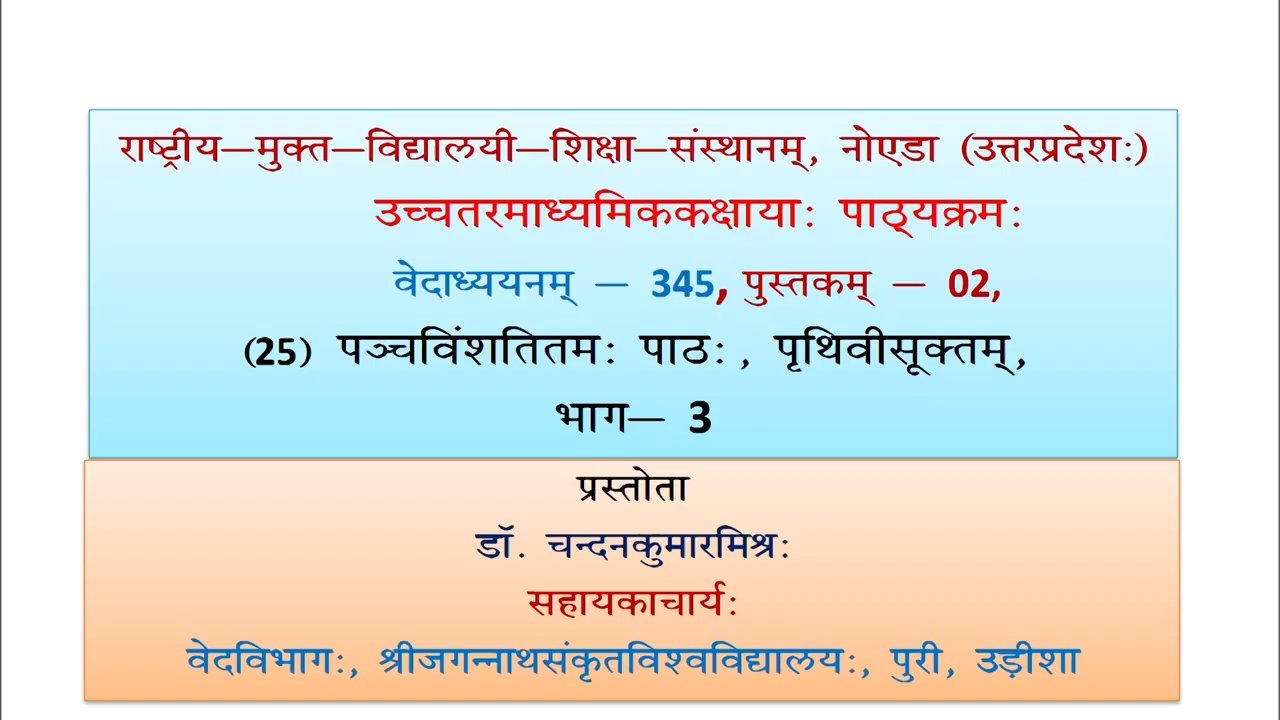 राष्ट्रीय—मुक्त—विद्यालयी—शिक्षा—संस्थानम्, नोएडा (उत्तरप्रदेशः)
उच्चतरमाध्यमिककक्षायाः पाठ्यक्रमः
वेदाध्ययनम् — 345, पुस्तकम् — 02,
(25) पञ्चविंशतितमः पाठः, पृथिवीसूक्तम्,
भाग— 3
प्रस्तोता
डॉ. चन्दनकुमारमिश्रः
सहायकाचार्यः
वेदविभागः, श्रीजगन्नाथसंकृतविश्वविद्यालयः, पुरी, उड़ीशा